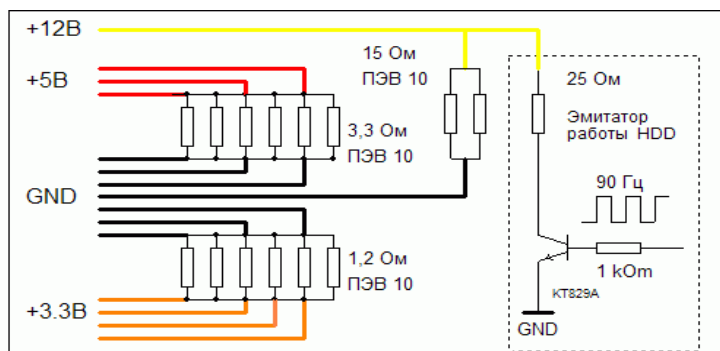 +12В
15 Ом
ПЭВ 10
25 Ом
+5В
Эмитатор
работы HDD
3,3 Ом
ПЭВ 10
90 Гц
GND
1,2 Ом
ПЭВ 10
1 kOm
КТ829А
+3.3В
GND